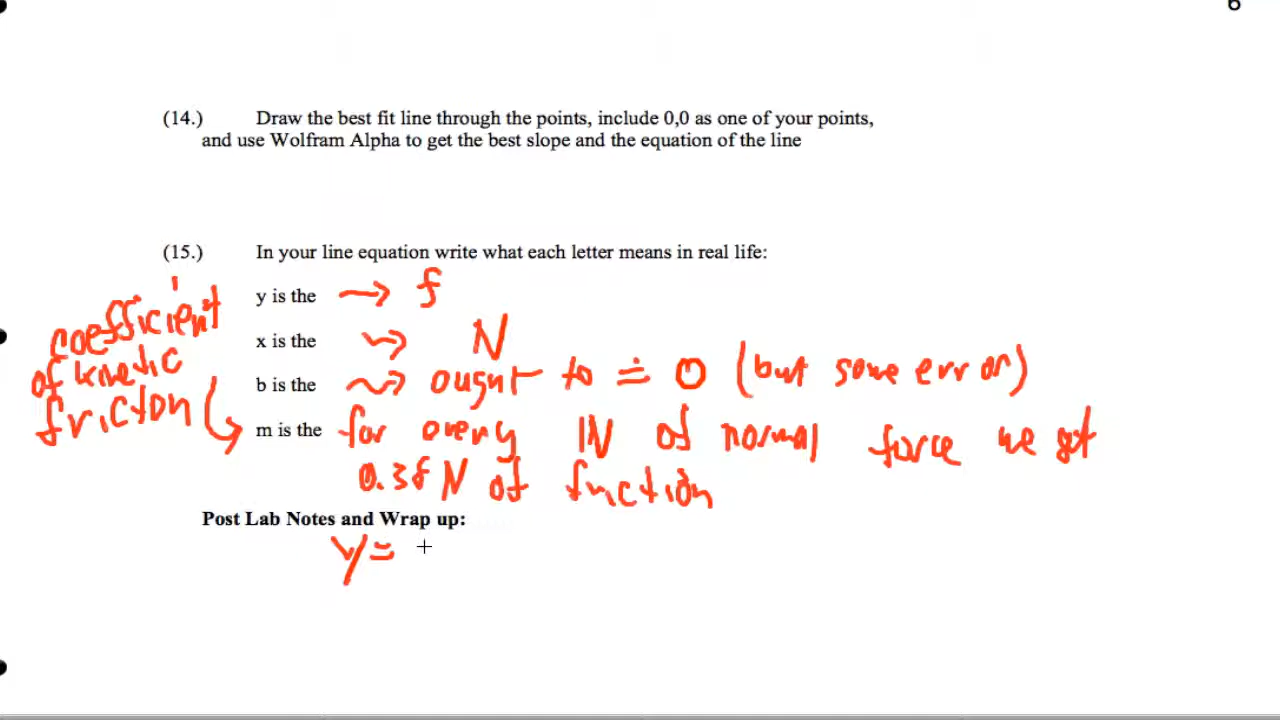 6
(14.) Draw the best fit line through the points, include 0,0 as one of your points,
and use Wolfram Alpha to get the best slope and the equation of the line
(15.) In your line equation write what each letter means in real life:
y is the → f
x is the → N
b is the → ought to = 0 (but some error)
coefficient
of kinetic
friction
m is the for every 1N of normal force we get
0.38 N of friction
Post Lab Notes and Wrap up:
y =